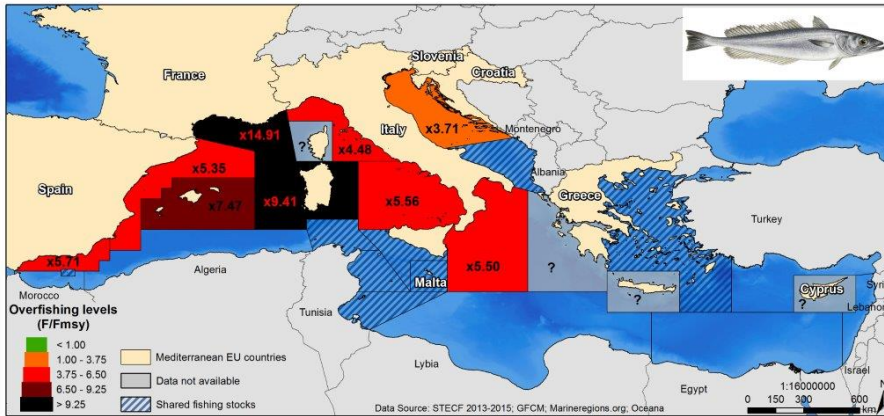 Slovenia
Croatia
France
Italy
x3.71
x14.91
?
x4.48
Montenegro
Albania
x5.35
Spain
Greece
Turkey
x7.47
x9.41
x5.56
x5.71
x5.50
?
Algeria
Malta
?
Cyprus
?
Syri
Lebanon
Morocco
Tunisia
Israel
Lybia
Egypt
Overfishing levels
(F/Fmsy)
< 1.00
1.00 - 3.75
3.75 - 6.50
6.50 - 9.25
> 9.25
Mediterranean EU countries
Data not available
Shared fishing stocks
Data Source: STECF 2013-2015; GFCM; Marineregions.org; Oceana
1:16000000
0 150 300 450 600
km
N